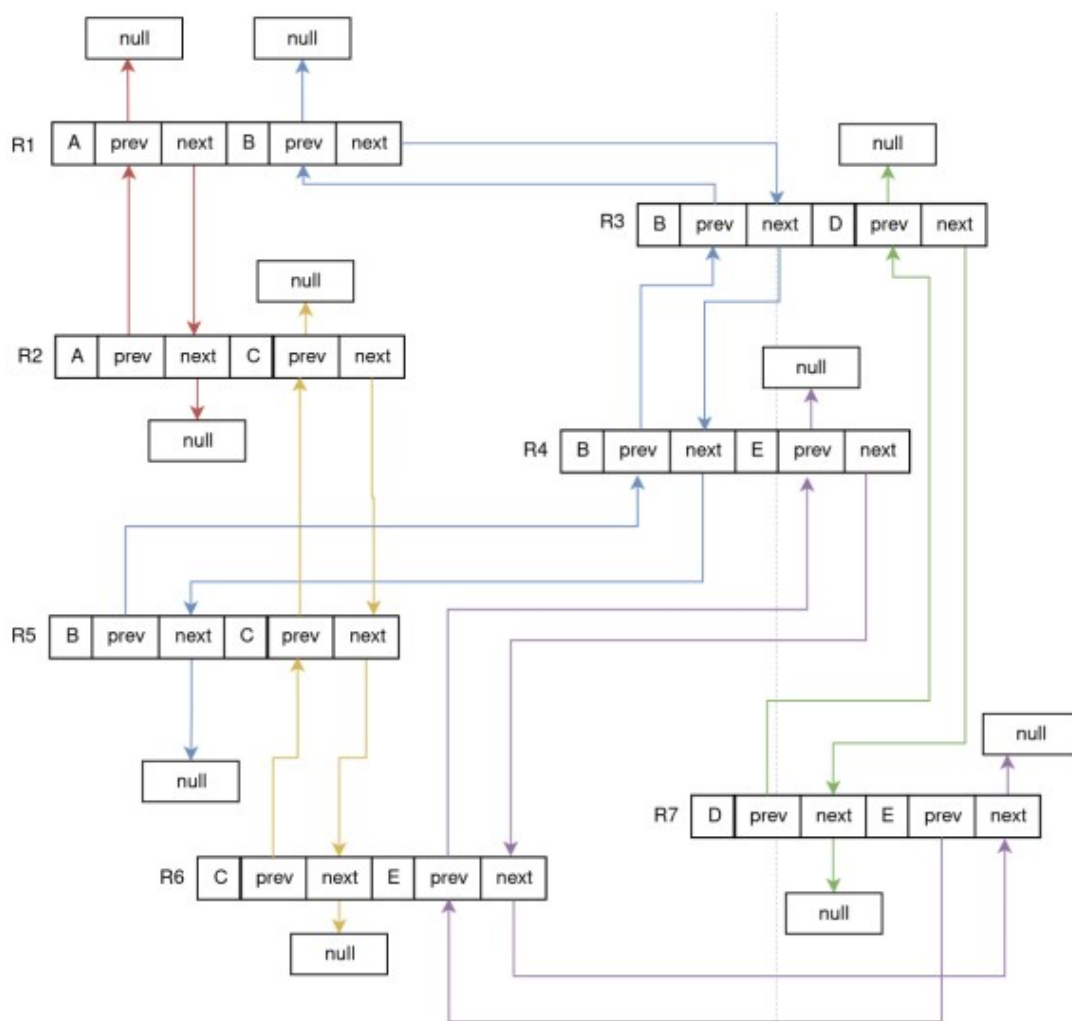 null null
R1 A prev next B prev next
null
R3 B prev next D prev next
null
R2 A prev next C prev next
null
null
R4 B prev next E prev next
R5 B prev next C prev next
null
null
R7 D prev next E prev next
R6 C prev next E prev next
null
null